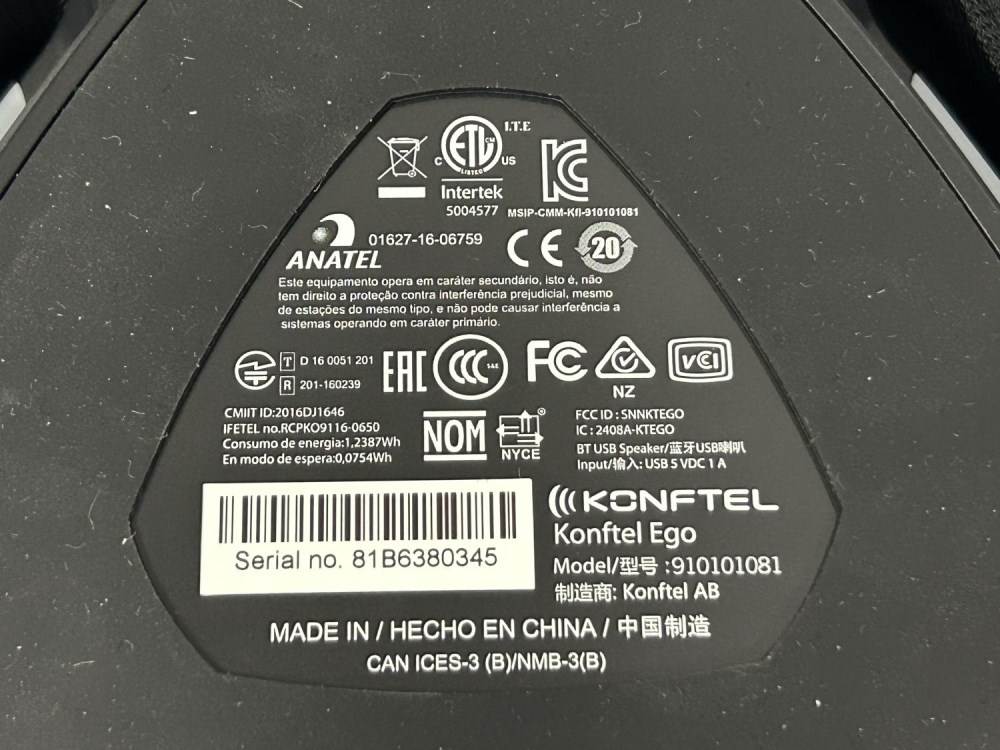 I.T.E
ETL
CM
C
US
LISTED
Intertek
5004577
MSIP-CMM-Kfl-910101081
ANATEL
01627-16-06759
CE
20
Este equipamento opera em caráter secundário, isto é, não
tem direito a proteção contra interferência prejudicial, mesmo
de estações do mesmo tipo, e não pode causar interferência a
sistemas operando em caráter primário.
T D 16 0051 201
R 201-160239
EAC
CCC
FC
NZ
VCI
CMIIT ID:2016DJ1646
IFETEL no.RCPKO9116-0650
Consumo de energia:1,2387Wh
En modo de espera:0,0754Wh
NOM
NYCE
FCC ID : SNNKTEGO
IC : 2408A-KTEGO
BT USB Speaker/蓝牙USB喇叭
Input/输入: USB 5 VDC 1 A
Serial no. 81B6380345
KONFTEL
Konftel Ego
Model/型号 :910101081
制造商: Konftel AB
MADE IN / HECHO EN CHINA / 中国制造
CAN ICES-3 (B)/NMB-3(B)